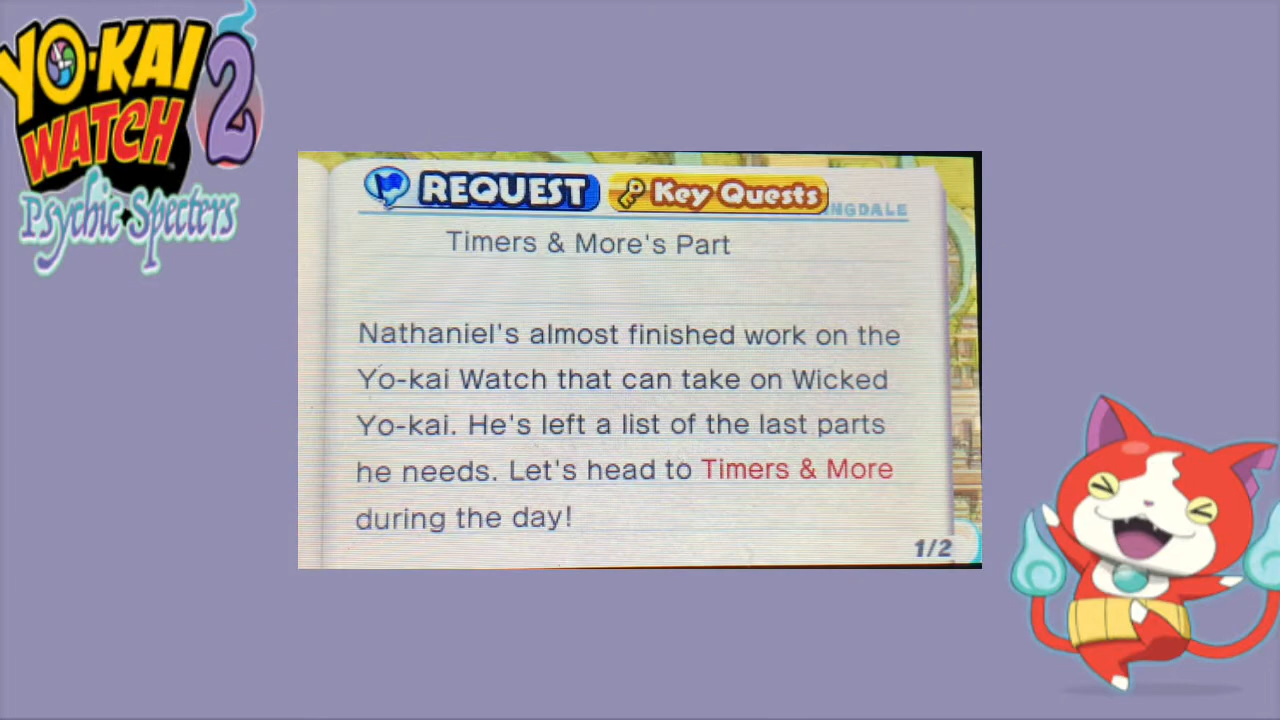 YO-KAI
WATCH 2
Psychic Specters
REQUEST Key Quests
NGDALE
Timers & More's Part
Nathaniel's almost finished work on the
Yo-kai Watch that can take on Wicked
Yo-kai. He's left a list of the last parts
he needs. Let's head to Timers & More
during the day!
1/2